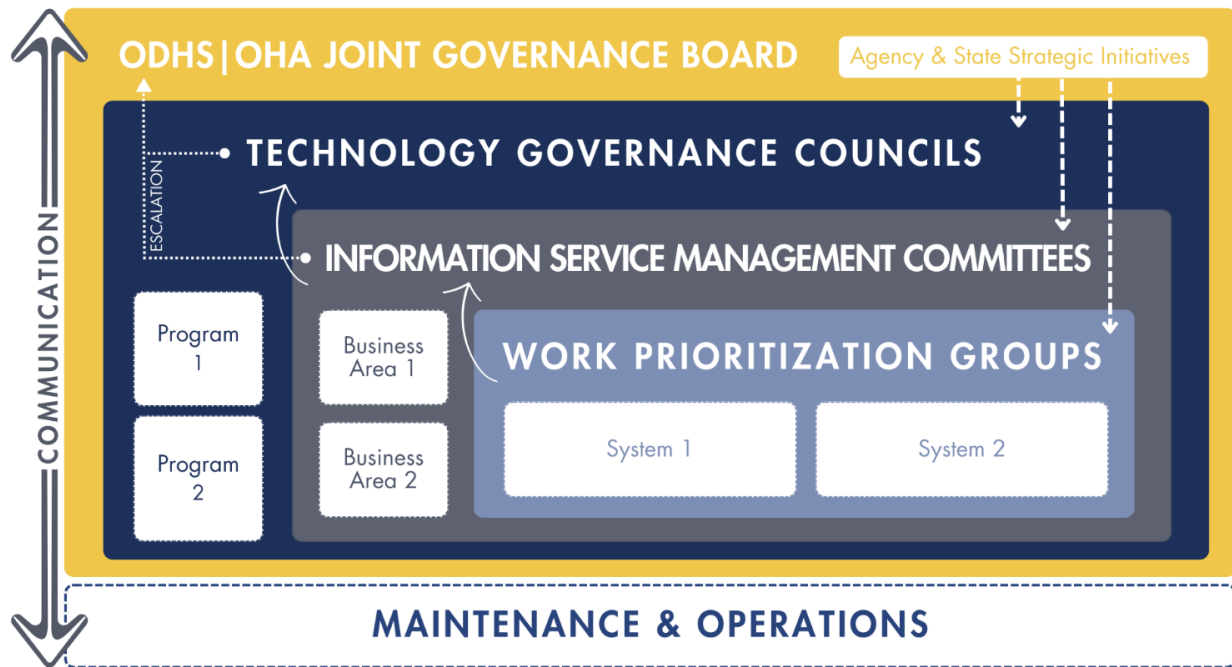 ODHS|OHA JOINT GOVERNANCE BOARD
Agency & State Strategic Initiatives
TECHNOLOGY GOVERNANCE COUNCILS
ESCALATION
COMMUNICATION
INFORMATION SERVICE MANAGEMENT COMMITTEES
Program
1
Program
2
Business
Area 1
Business
Area 2
WORK PRIORITIZATION GROUPS
System 1
System 2
MAINTENANCE & OPERATIONS